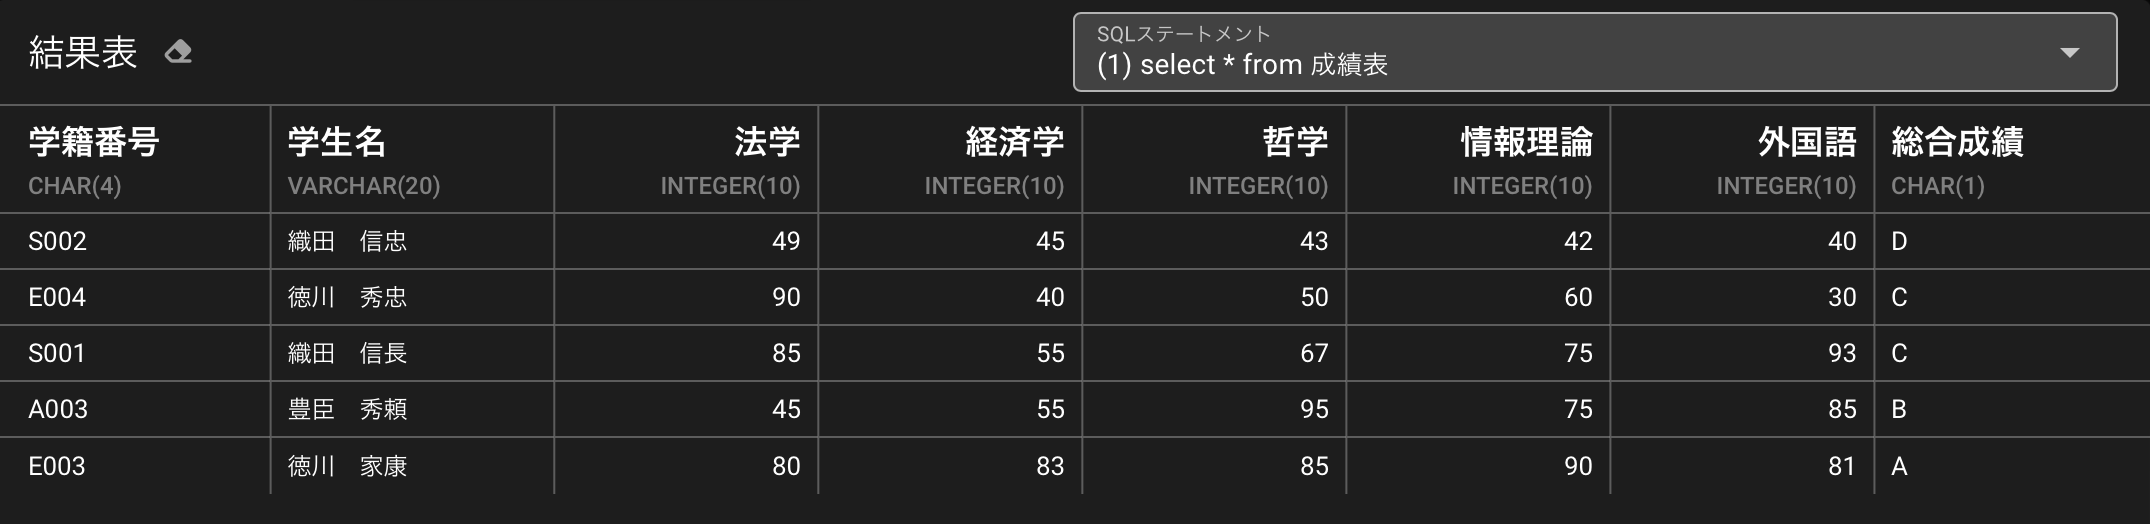 結果表
SQLステートメント
(1) select * from 成績表
学籍番号 学生名 法学 経済学 哲学 情報理論 外国語 総合成績
CHAR(4) VARCHAR(20) INTEGER(10) INTEGER(10) INTEGER(10) INTEGER(10) INTEGER(10) CHAR(1)
S002 織田　信忠 49 45 43 42 40 D
E004 徳川　秀忠 90 40 50 60 30 C
S001 織田　信長 85 55 67 75 93 C
A003 豊臣　秀頼 45 55 95 75 85 B
E003 徳川　家康 80 83 85 90 81 A